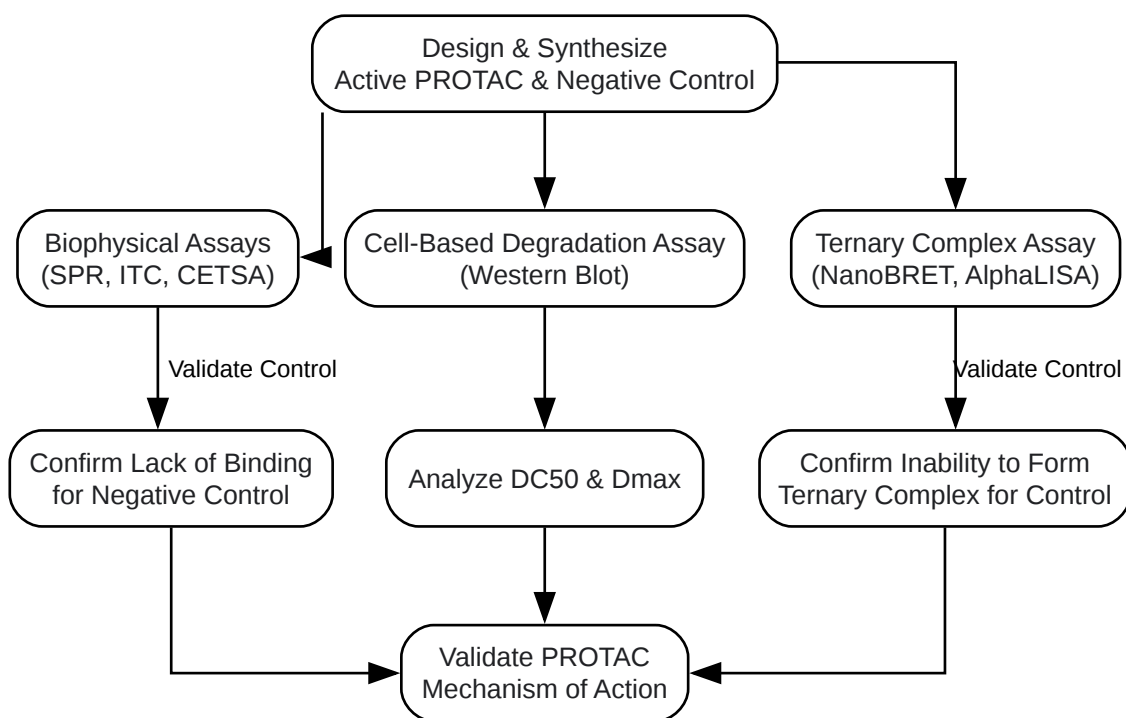 Design & Synthesize
Active PROTAC & Negative Control
Biophysical Assays
(SPR, ITC, CETSA)
Cell-Based Degradation Assay
(Western Blot)
Ternary Complex Assay
(NanoBRET, AlphaLISA)
Validate Control
Validate Control
Confirm Lack of Binding
for Negative Control
Analyze DC50 & Dmax
Confirm Inability to Form
Ternary Complex for Control
Validate PROTAC
Mechanism of Action